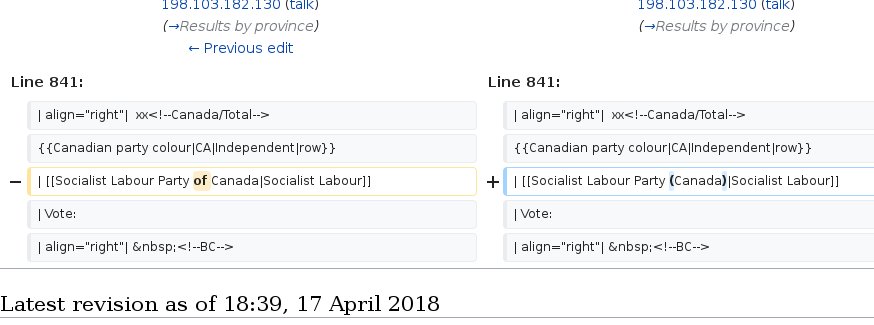 198.103.182.130 (talk)
(→Results by province)
← Previous edit
198.103.182.130 (talk)
(→Results by province)
Line 841:
Line 841:
| align="right"|  xx<!--Canada/Total-->
| align="right"|  xx<!--Canada/Total-->
{{Canadian party colour|CA|Independent|row}}
{{Canadian party colour|CA|Independent|row}}
− | [[Socialist Labour Party of Canada|Socialist Labour]]
+ | [[Socialist Labour Party (Canada)|Socialist Labour]]
| Vote:
| Vote:
| align="right"| &nbsp;<!--BC-->
| align="right"| &nbsp;<!--BC-->
Latest revision as of 18:39, 17 April 2018